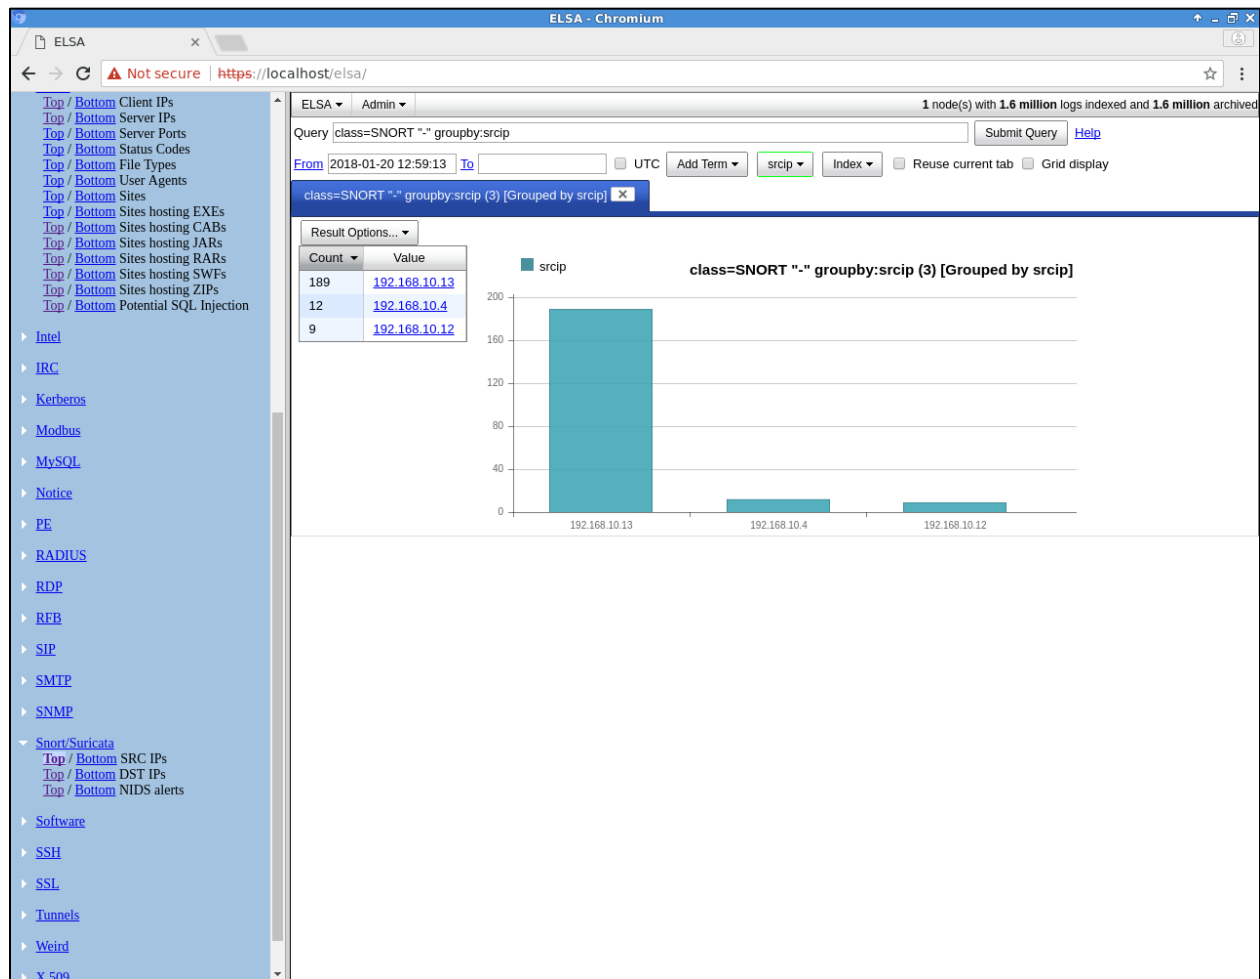 ELSA - Chromium
ELSA
Not secure | https://localhost/elsa/
Top / Bottom Client IPs
Top / Bottom Server IPs
Top / Bottom Server Ports
Top / Bottom Status Codes
Top / Bottom File Types
Top / Bottom User Agents
Top / Bottom Sites
Top / Bottom Sites hosting EXEs
Top / Bottom Sites hosting CABs
Top / Bottom Sites hosting JARs
Top / Bottom Sites hosting RARs
Top / Bottom Sites hosting SWFs
Top / Bottom Sites hosting ZIPs
Top / Bottom Potential SQL Injection
Intel
IRC
Kerberos
Modbus
MySQL
Notice
PE
RADIUS
RDP
RFB
SIP
SMTP
SNMP
Snort/Suricata
Top / Bottom SRC IPs
Top / Bottom DST IPs
Top / Bottom NIDS alerts
Software
SSH
SSL
Tunnels
Weird
X.509
ELSA Admin 1 node(s) with 1.6 million logs indexed and 1.6 million archived
Query class=SNORT "-" groupby:srcip Submit Query Help
From 2018-01-20 12:59:13 To UTC Add Term srcip Index Reuse current tab Grid display
class=SNORT "-" groupby:srcip (3) [Grouped by srcip]
Result Options...
Count Value
189 192.168.10.13
12 192.168.10.4
9 192.168.10.12
srcip
class=SNORT "-" groupby:srcip (3) [Grouped by srcip]
200
160
120
80
40
0
192.168.10.13 192.168.10.4 192.168.10.12